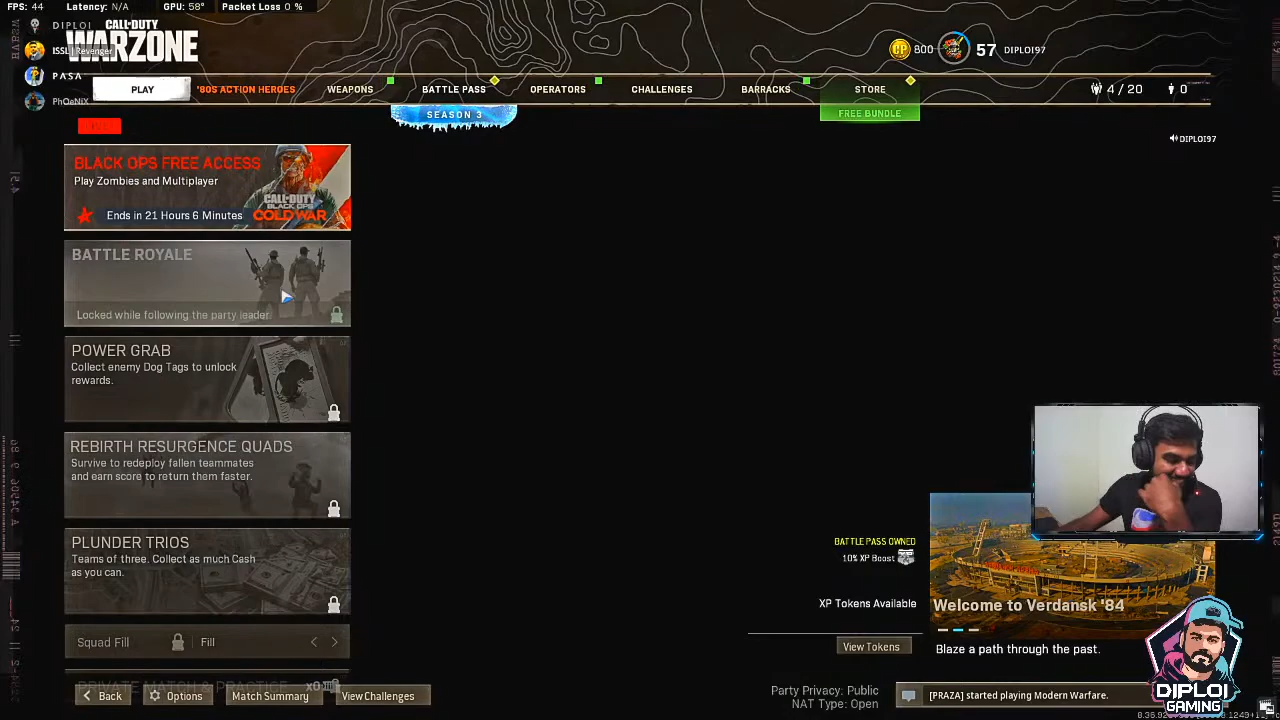 FPS: 44 Latency: N/A GPU: 58° Packet Loss 0 %
DIPLOI
CALL·DUTY
WARZONE
ISSL | Revenger
PASA
PhOeNiX
800
57 DIPLOI97
PLAY
'80S ACTION HEROES
WEAPONS
BATTLE PASS
OPERATORS
CHALLENGES
BARRACKS
STORE
4 / 20
0
SEASON 3
FREE BUNDLE
DIPLOI97
BLACK OPS FREE ACCESS
Play Zombies and Multiplayer
Ends in 21 Hours 6 Minutes
CALL·DUTY
BLACK OPS
COLD WAR
BATTLE ROYALE
Locked while following the party leader.
POWER GRAB
Collect enemy Dog Tags to unlock
rewards.
REBIRTH RESURGENCE QUADS
Survive to redeploy fallen teammates
and earn score to return them faster.
PLUNDER TRIOS
Teams of three. Collect as much Cash
as you can.
Squad Fill
Fill
PRIVATE MATCH & PRACTICE
x0
Back
Options
Match Summary
View Challenges
BATTLE PASS OWNED
10% XP Boost
XP Tokens Available
View Tokens
Welcome to Verdansk '84
Blaze a path through the past.
Party Privacy: Public
NAT Type: Open
[PRAZA] started playing Modern Warfare.
DIPLOI
GAMING